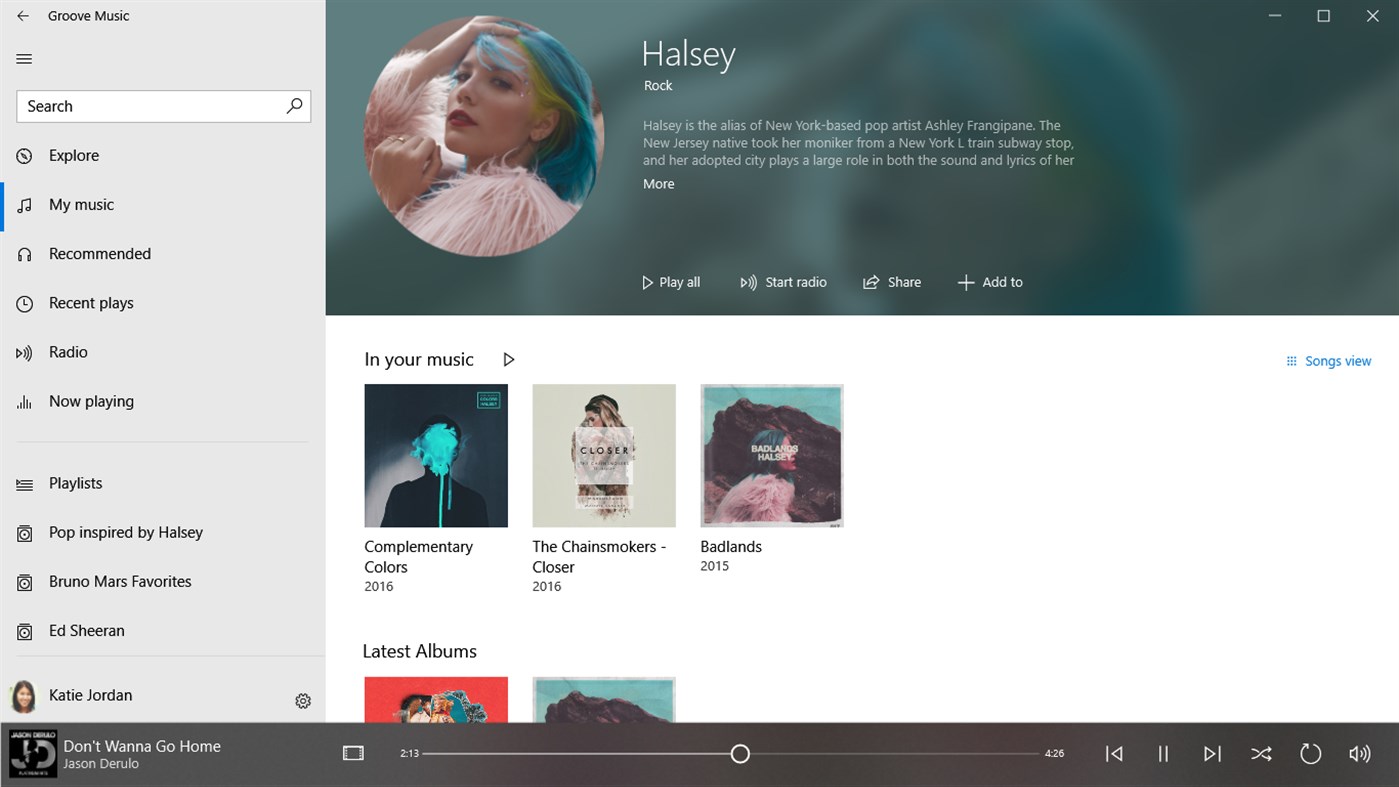 Groove Music
Search
Explore
My music
Recommended
Recent plays
Radio
Now playing
Playlists
Pop inspired by Halsey
Bruno Mars Favorites
Ed Sheeran
Katie Jordan
Halsey
Rock
Halsey is the alias of New York-based pop artist Ashley Frangipane. The
New Jersey native took her moniker from a New York L train subway stop,
and her adopted city plays a large role in both the sound and lyrics of her
More
Play all
Start radio
Share
Add to
In your music
Songs view
CLOSER
BADLANDS
HALSEY
Complementary
Colors
2016
The Chainsmokers -
Closer
2016
Badlands
2015
Latest Albums
JASON DERULO
Don't Wanna Go Home
Jason Derulo
2:13
4:26